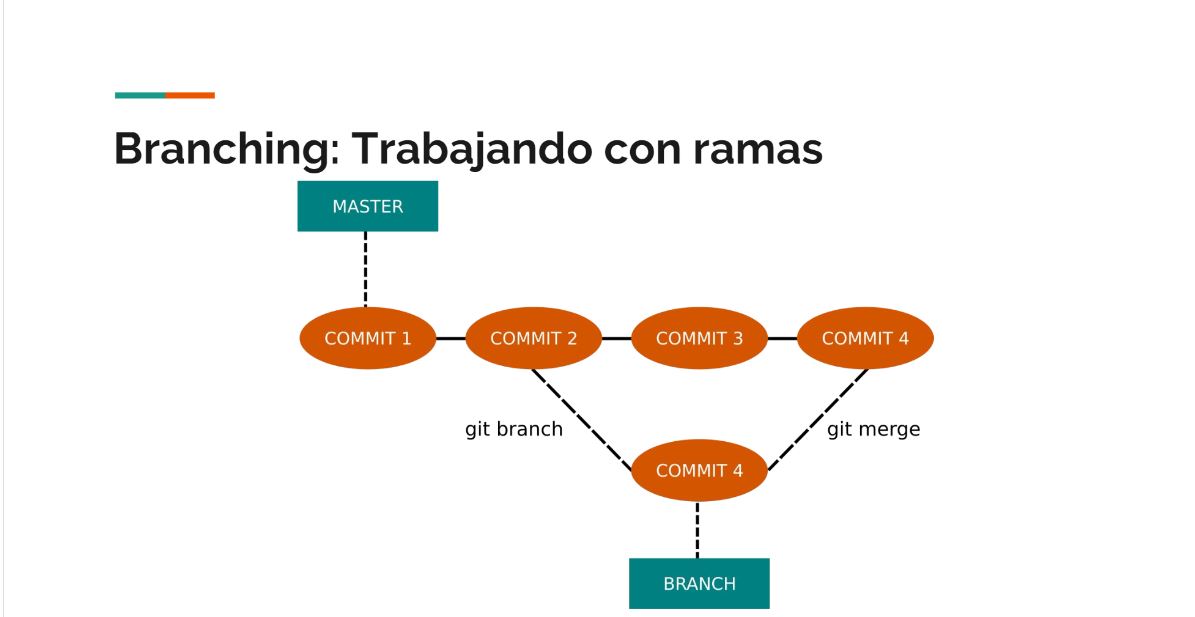 Branching: Trabajando con ramas
MASTER
COMMIT 1
COMMIT 2
COMMIT 3
COMMIT 4
git branch
git merge
COMMIT 4
BRANCH